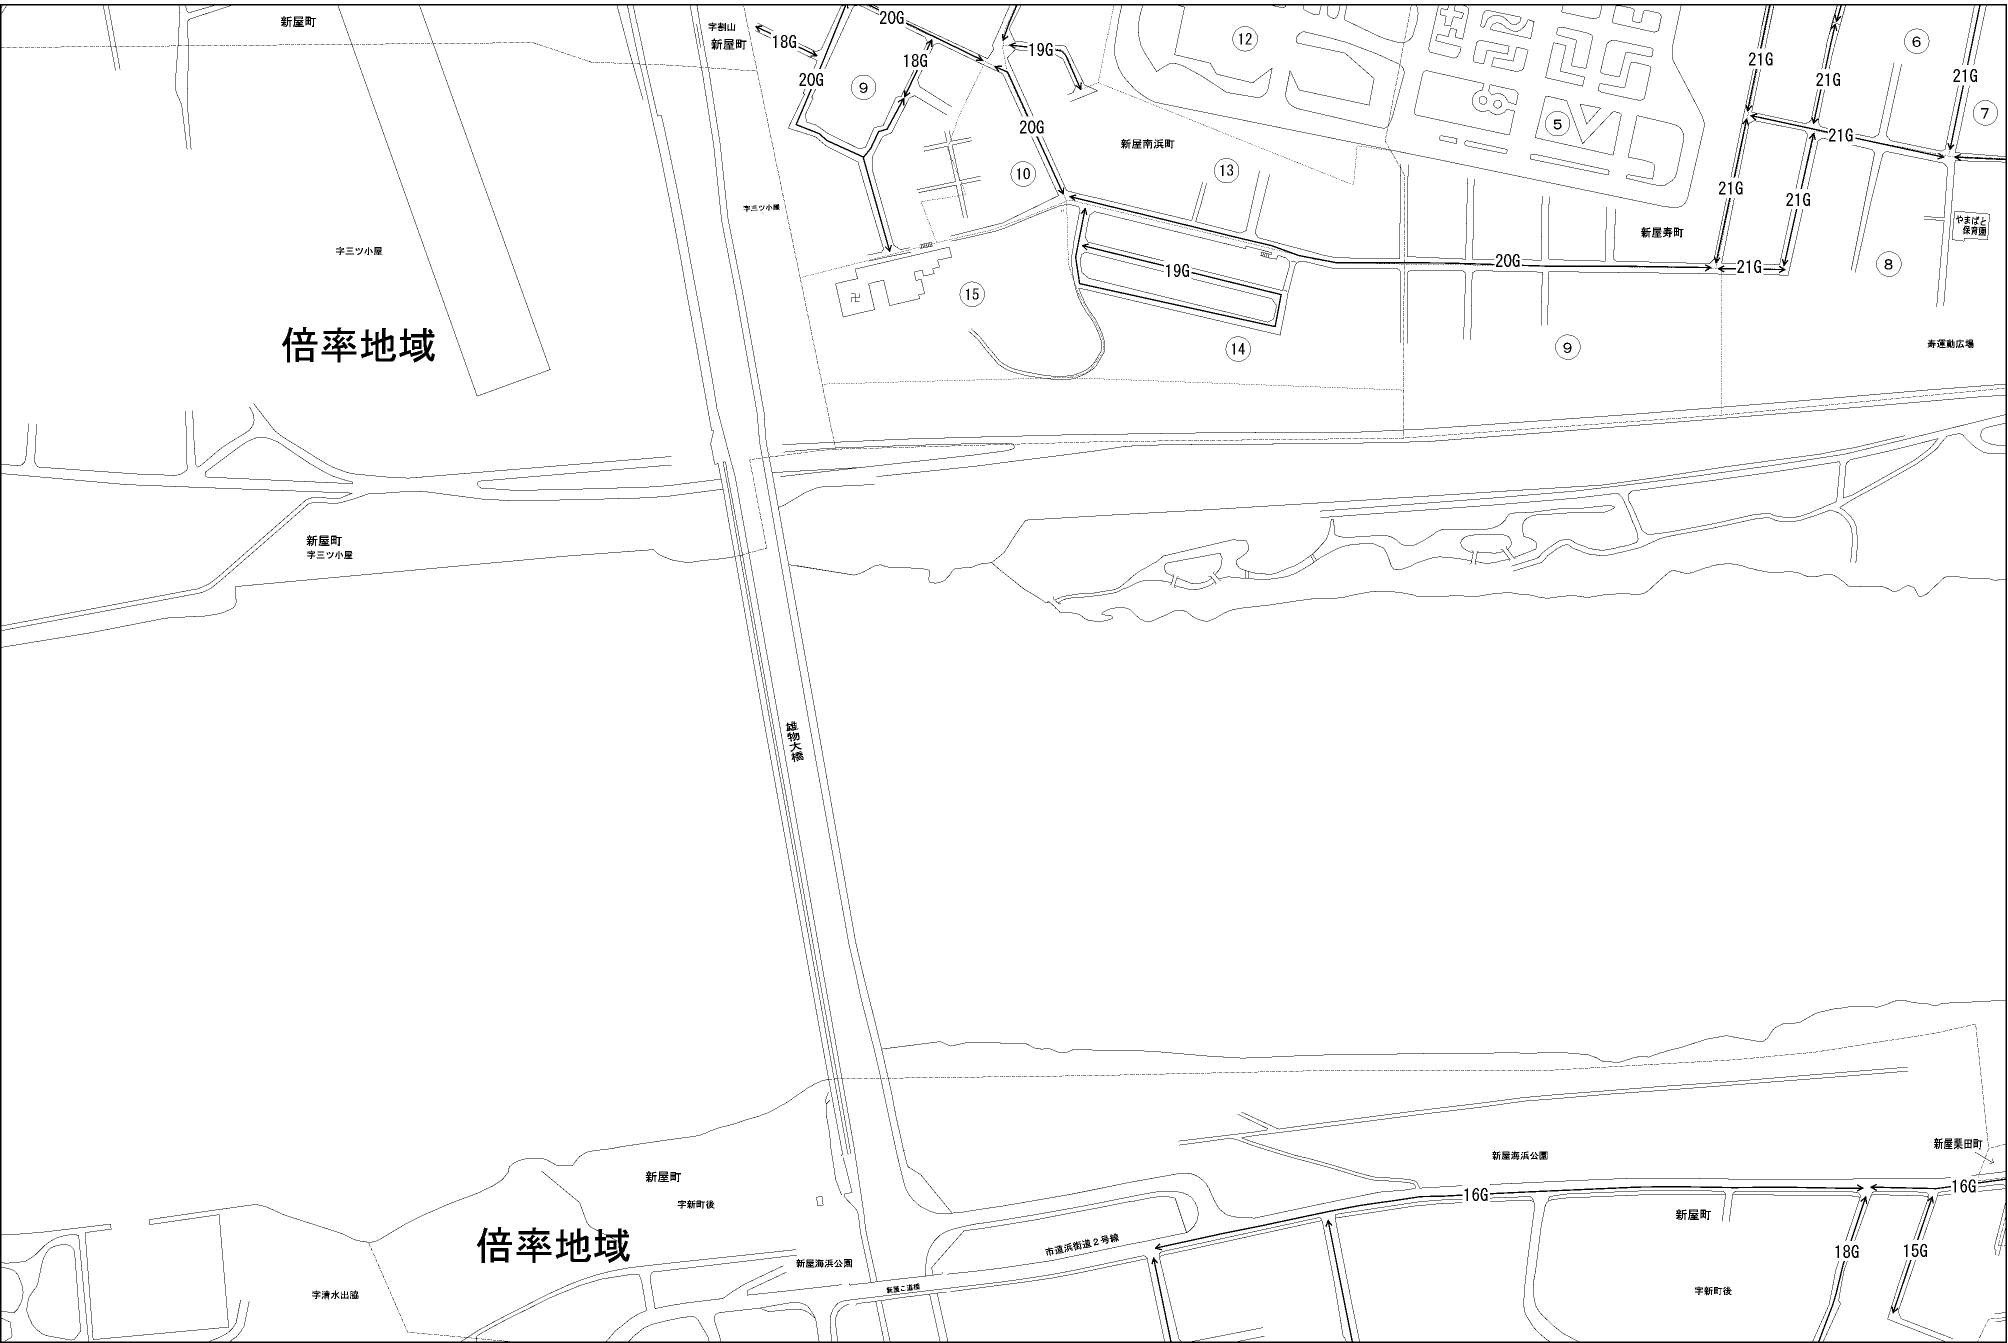 新屋町
字割山
新屋町
18G
20G
20G
18G
⑨
19G
20G
⑩
⑫
新屋南浜町
⑬
⑤
21G
21G
21G
⑥
21G
⑦
21G
21G
新屋寿町
やまばと
保育園
⑧
字三ツ小屋
字三ツ小屋
卍
⑮
19G
20G
21G
⑭
⑨
寿運動広場
倍率地域
新屋町
字三ツ小屋
雄物大橋
新屋町
字新町後
倍率地域
新屋海浜公園
字清水出脇
市道浜街道2号線
新屋海浜公園
新屋栗田町
16G
16G
新屋町
18G
15G
字新町後